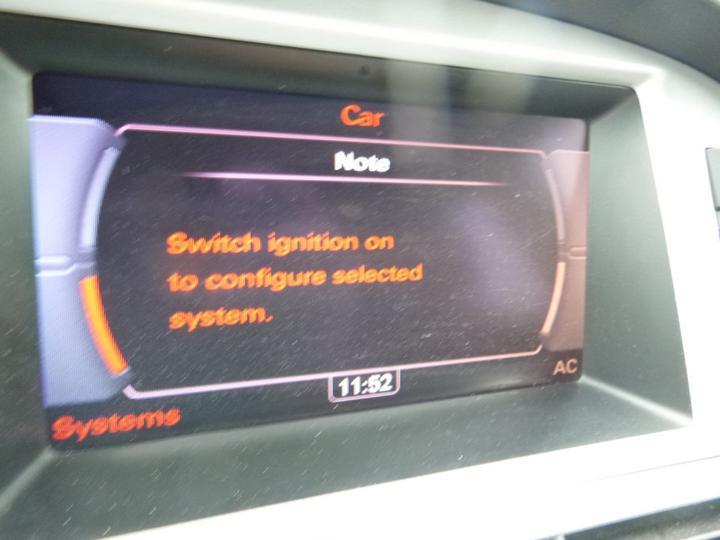 Car
Note
Switch ignition on
to configure selected
system.
11:52
AC
Systems